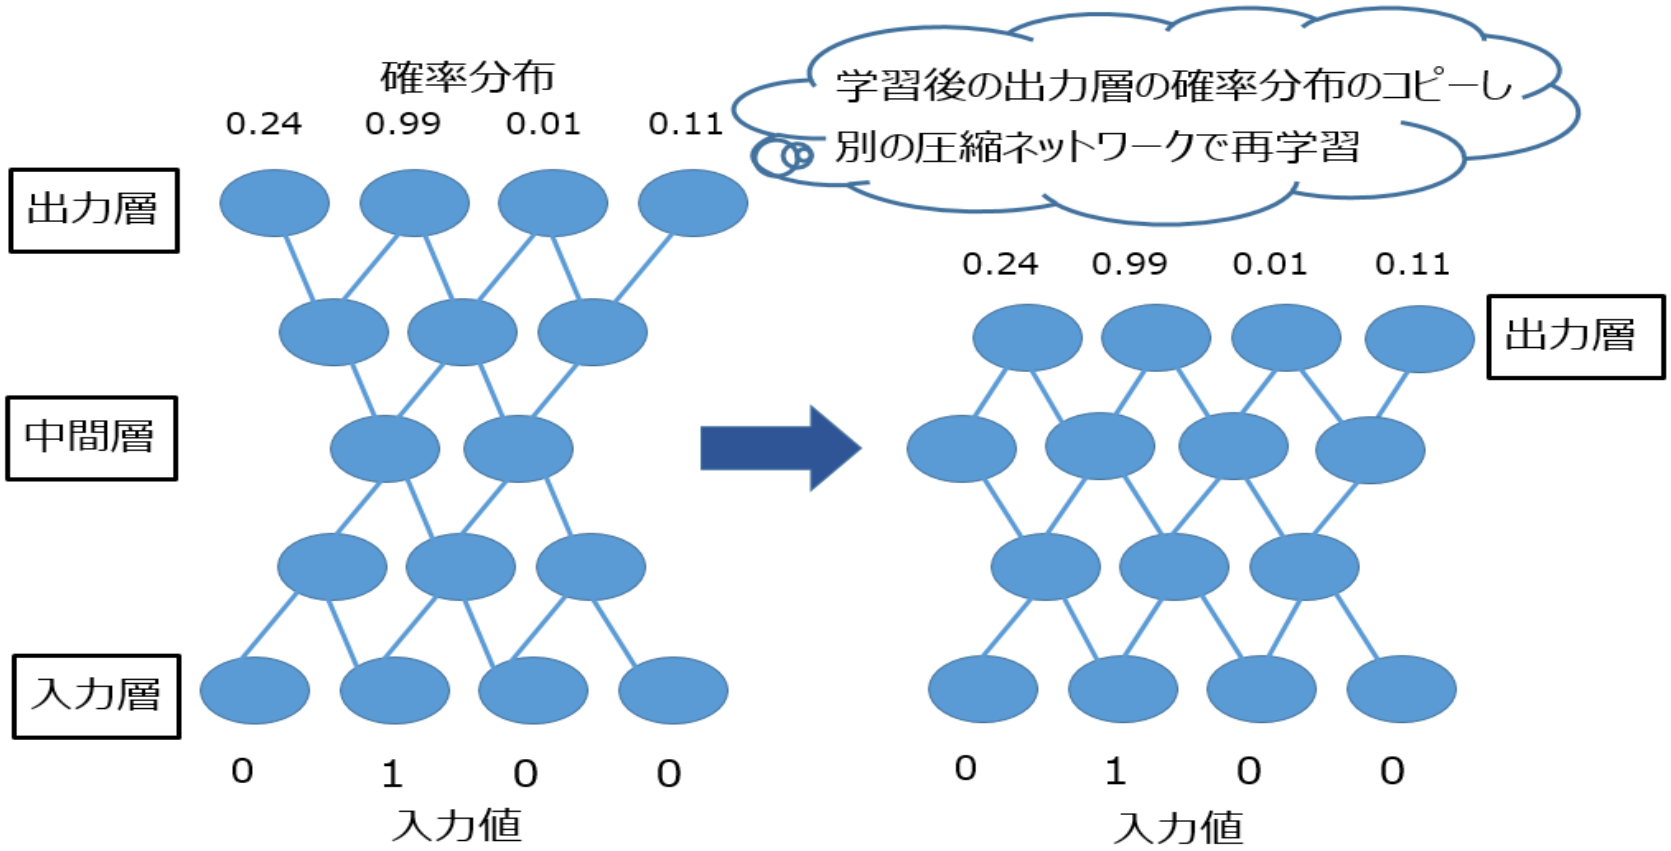 確率分布
0.24 0.99 0.01 0.11
学習後の出力層の確率分布のコピーし
別の圧縮ネットワークで再学習
出力層
中間層
入力層
0 1 0 0
入力値
0.24 0.99 0.01 0.11
出力層
0 1 0 0
入力値